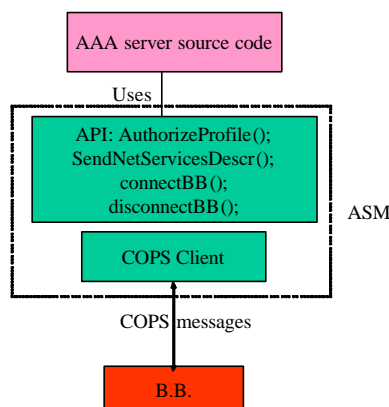 AAA server source code
Uses
API: AuthorizeProfile();
SendNetServicesDescr();
connectBB();
disconnectBB();
ASM
COPS Client
COPS messages
B.B.